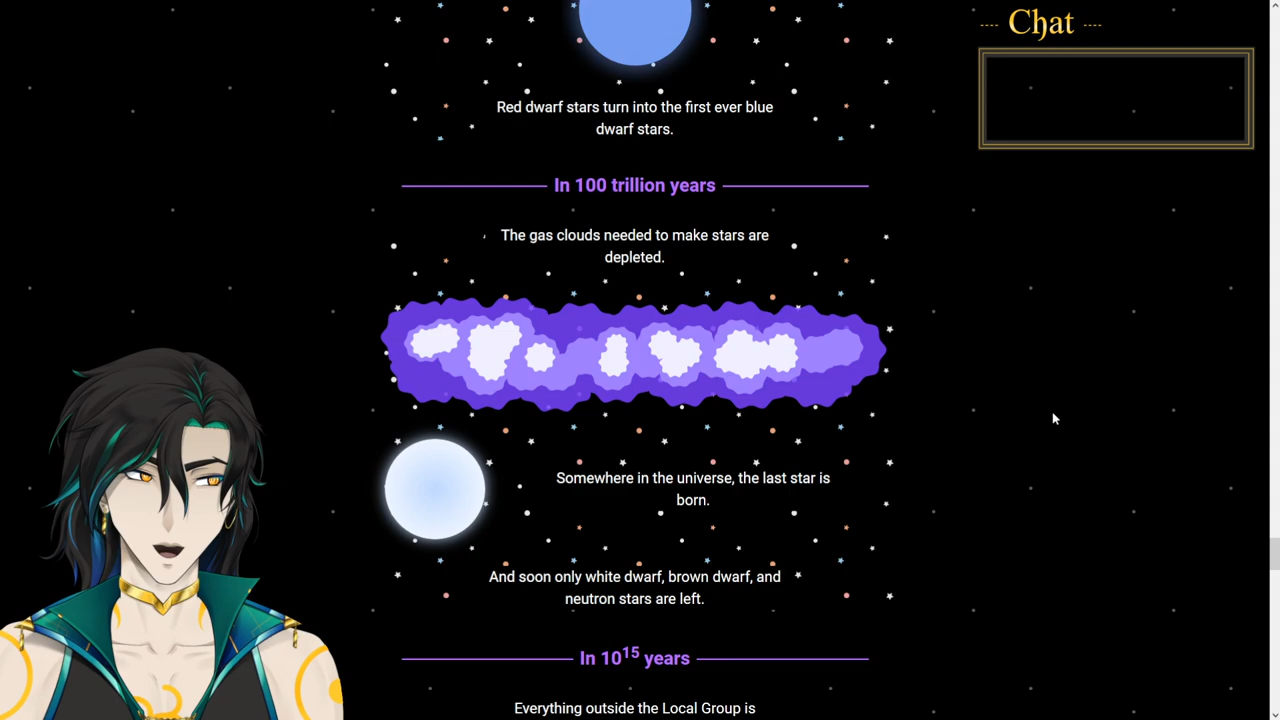 ---- Chat ----
Red dwarf stars turn into the first ever blue
dwarf stars.
In 100 trillion years
The gas clouds needed to make stars are
depleted.
Somewhere in the universe, the last star is
born.
And soon only white dwarf, brown dwarf, and
neutron stars are left.
In 10¹⁵ years
Everything outside the Local Group is